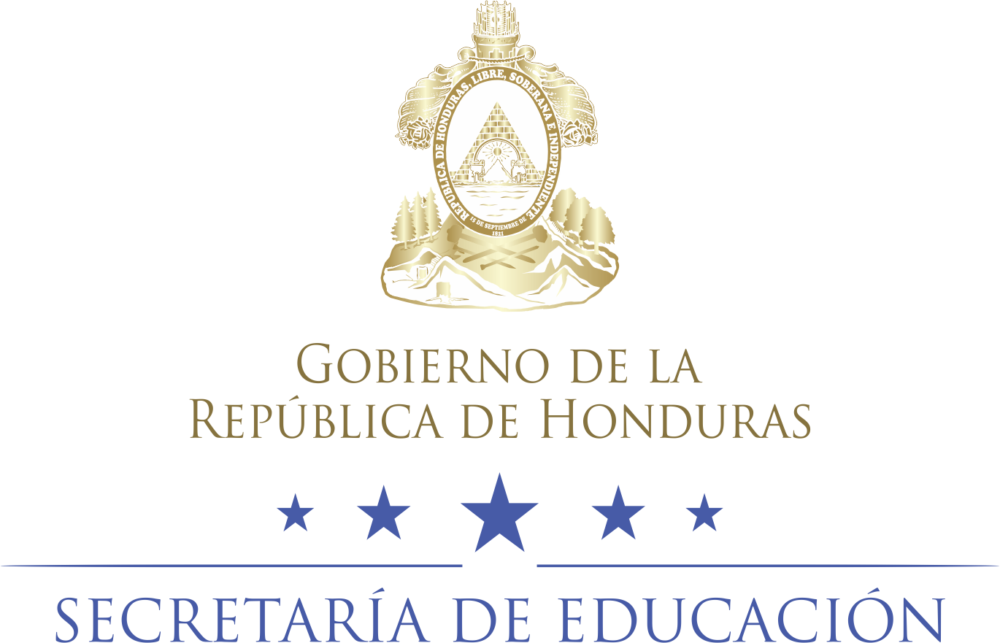 REPUBLICA DE HONDURAS, LIBRE, SOBERANA E INDEPENDIENTE
15 DE SEPTIEMBRE DE
1821
GOBIERNO DE LA
REPÚBLICA DE HONDURAS
SECRETARÍA DE EDUCACIÓN